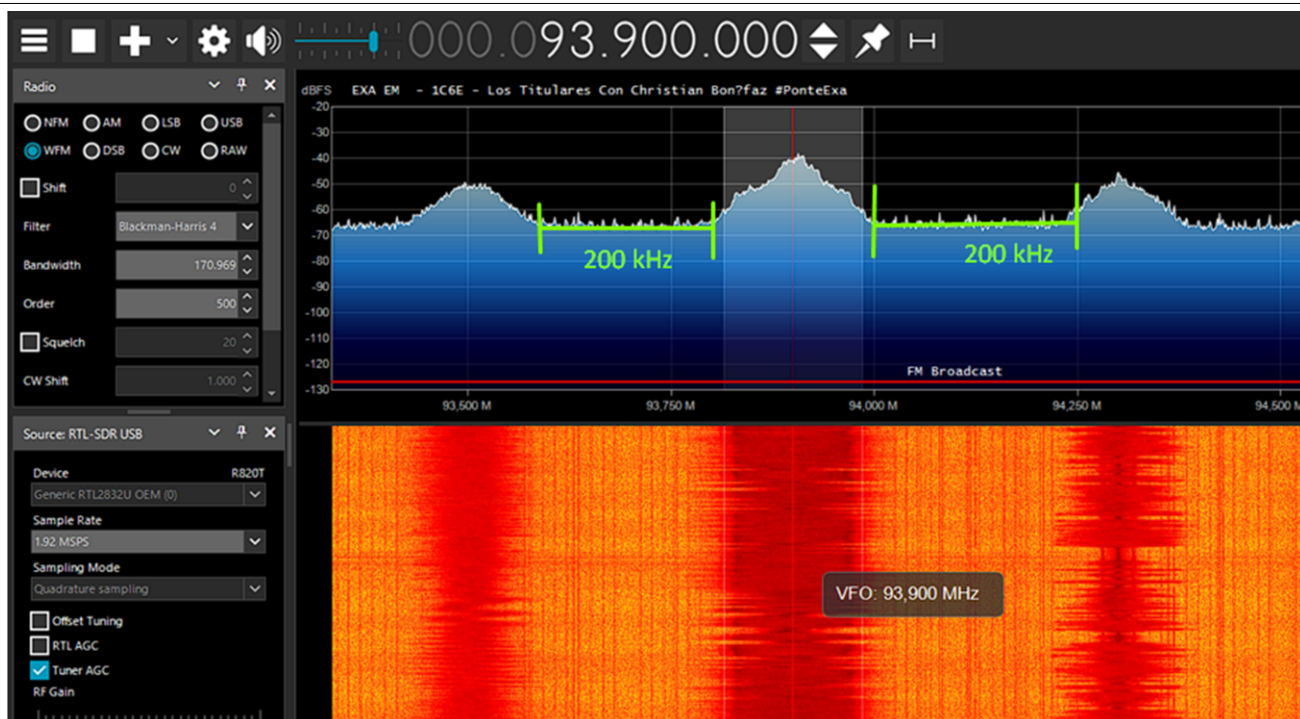 000.093.900.000
Radio
NFM AM LSB USB
WFM DSB CW RAW
Shift 0
Filter Blackman-Harris 4
Bandwidth 170.969
Order 500
Squelch 20
CW Shift 1.000
Source: RTL-SDR USB
Device R820T
Generic RTL2832U OEM (0)
Sample Rate
1.92 MSPS
Sampling Mode
Quadrature sampling
Offset Tuning
RTL AGC
Tuner AGC
RF Gain
dBFS EXA EM - 1C6E - Los Titulares Con Christian Bon?faz #PonteExa
-20
-30
-40
-50
-60
-70
-80
-90
-100
-110
-120
-130
200 kHz 200 kHz
FM Broadcast
93,500 M 93,750 M 94,000 M 94,250 M 94,500 M
VFO: 93,900 MHz